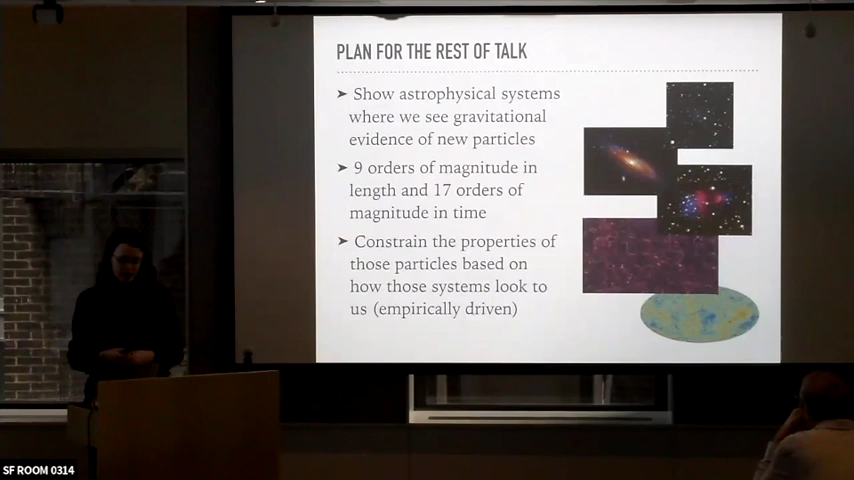 PLAN FOR THE REST OF TALK
➤ Show astrophysical systems
where we see gravitational
evidence of new particles
➤ 9 orders of magnitude in
length and 17 orders of
magnitude in time
➤ Constrain the properties of
those particles based on
how those systems look to
us (empirically driven)
SF ROOM 0314